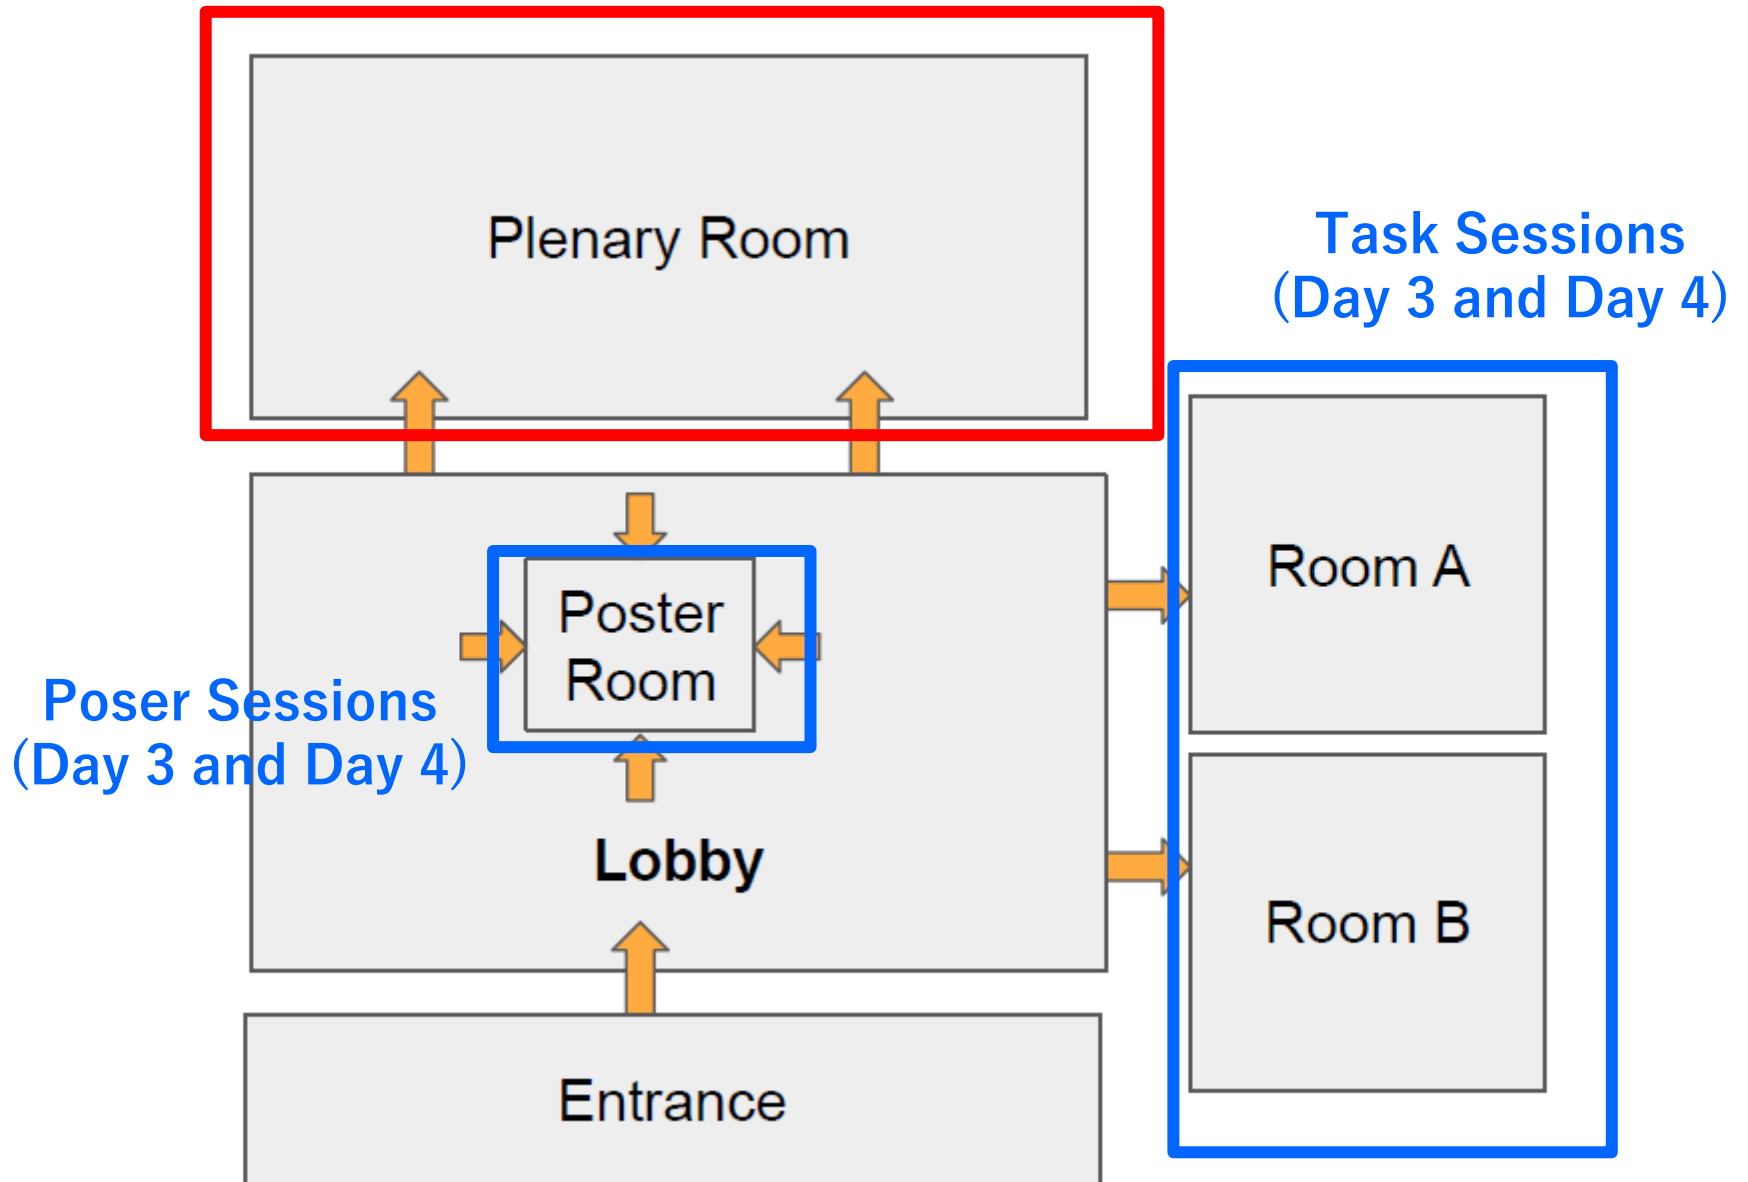 Plenary Room
Task Sessions
(Day 3 and Day 4)
Room A
Poster
Room
Poser Sessions
(Day 3 and Day 4)
Lobby
Room B
Entrance